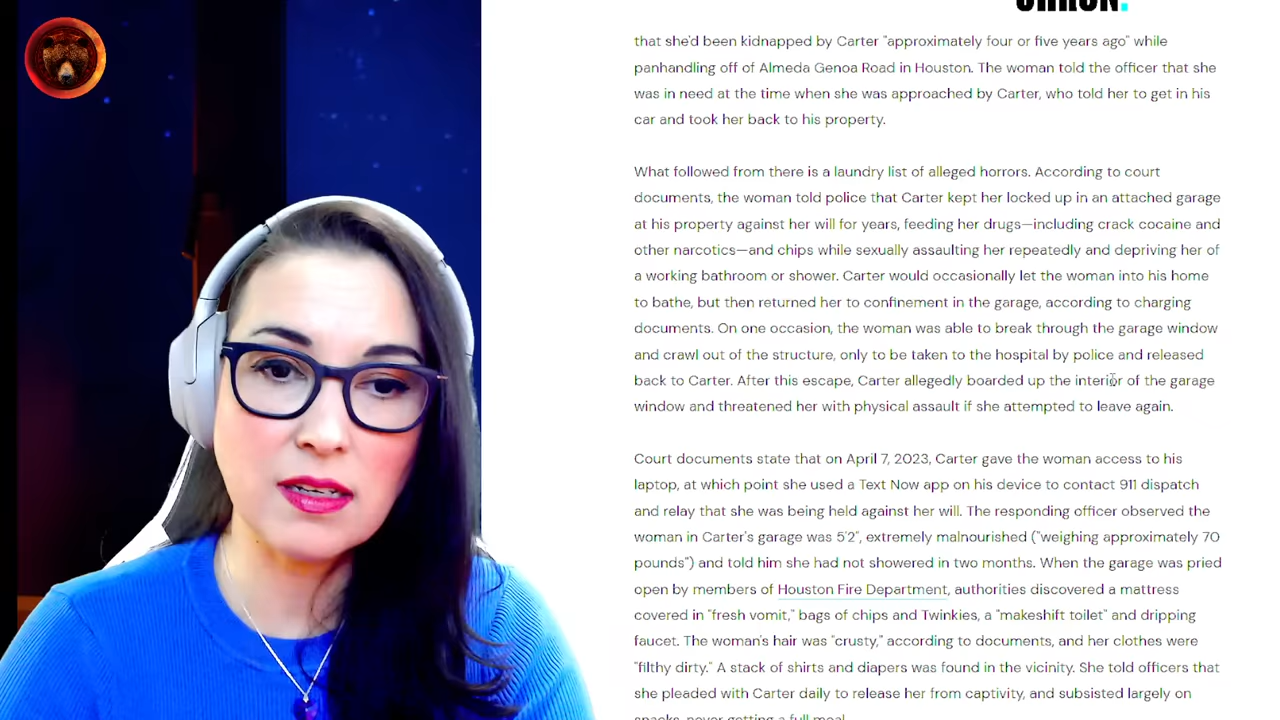 CHRON.
that she'd been kidnapped by Carter "approximately four or five years ago" while
panhandling off of Almeda Genoa Road in Houston. The woman told the officer that she
was in need at the time when she was approached by Carter, who told her to get in his
car and took her back to his property.
What followed from there is a laundry list of alleged horrors. According to court
documents, the woman told police that Carter kept her locked up in an attached garage
at his property against her will for years, feeding her drugs—including crack cocaine and
other narcotics—and chips while sexually assaulting her repeatedly and depriving her of
a working bathroom or shower. Carter would occasionally let the woman into his home
to bathe, but then returned her to confinement in the garage, according to charging
documents. On one occasion, the woman was able to break through the garage window
and crawl out of the structure, only to be taken to the hospital by police and released
back to Carter. After this escape, Carter allegedly boarded up the interior of the garage
window and threatened her with physical assault if she attempted to leave again.
Court documents state that on April 7, 2023, Carter gave the woman access to his
laptop, at which point she used a Text Now app on his device to contact 911 dispatch
and relay that she was being held against her will. The responding officer observed the
woman in Carter's garage was 5'2", extremely malnourished ("weighing approximately 70
pounds") and told him she had not showered in two months. When the garage was pried
open by members of Houston Fire Department, authorities discovered a mattress
covered in "fresh vomit," bags of chips and Twinkies, a "makeshift toilet" and dripping
faucet. The woman's hair was "crusty," according to documents, and her clothes were
"filthy dirty." A stack of shirts and diapers was found in the vicinity. She told officers that
she pleaded with Carter daily to release her from captivity, and subsisted largely on
snacks, never getting a full meal.